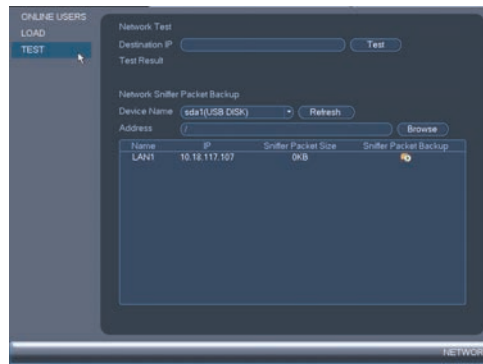 ONLINE USERS
LOAD
TEST
Network Test
Destination IP Test
Test Result
Network Sniffer Packet Backup
Device Name sda1(USB DISK) Refresh
Address / Browse
Name IP Sniffer Packet Size Sniffer Packet Backup
LAN1 10.18.117.107 0KB
NETWOR